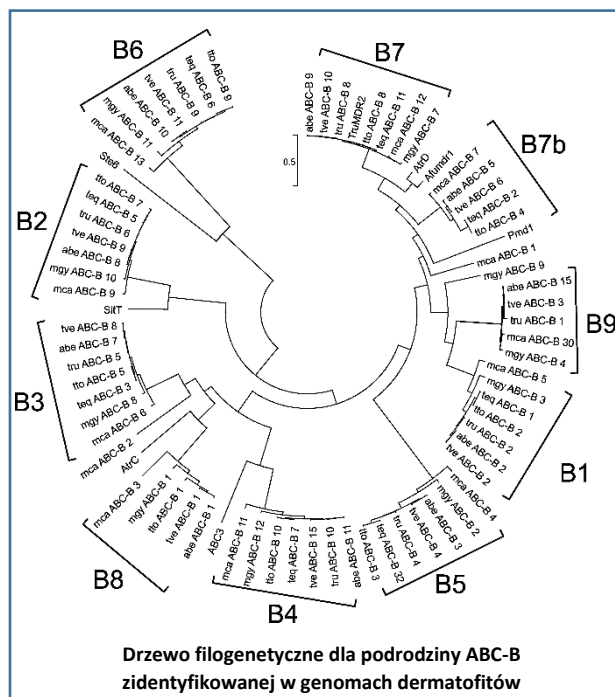 B7
abe ABC-B 9
tve ABC-B 10
tru ABC-B 8
TruMDR2
tto ABC-B 8
teq ABC-B 11
mca ABC-B 12
mgy ABC-B 7
AtrD
Afumdr1
B7b
mca ABC-B 7
abe ABC-B 5
tve ABC-B 6
teq ABC-B 2
tto ABC-B 4
Pmd1
mca ABC-B 1
mgy ABC-B 9
B9
abe ABC-B 15
tve ABC-B 3
tru ABC-B 1
mca ABC-B 30
mgy ABC-B 4
mca ABC-B 5
B1
mgy ABC-B 3
teq ABC-B 1
tto ABC-B 2
tru ABC-B 2
abe ABC-B 2
tve ABC-B 2
B5
mca ABC-B 4
mgy ABC-B 2
abe ABC-B 3
tve ABC-B 4
tru ABC-B 4
teq ABC-B 32
tto ABC-B 3
B4
abe ABC-B 11
tru ABC-B 10
tve ABC-B 15
teq ABC-B 7
tto ABC-B 10
mgy ABC-B 12
mca ABC-B 11
ABC3
B8
abe ABC-B 1
tve ABC-B 1
tto ABC-B 1
mgy ABC-B 1
mca ABC-B 3
AtrC
mca ABC-B 2
B3
mca ABC-B 6
mgy ABC-B 8
teq ABC-B 3
tto ABC-B 5
tru ABC-B 5
abe ABC-B 7
tve ABC-B 8
SitT
B2
mca ABC-B 9
mgy ABC-B 10
abe ABC-B 8
tve ABC-B 9
tru ABC-B 6
teq ABC-B 5
tto ABC-B 7
Ste6
B6
mca ABC-B 13
mgy ABC-B 11
abe ABC-B 10
tve ABC-B 11
tru ABC-B 9
teq ABC-B 6
tto ABC-B 9
0.5
Drzewo filogenetyczne dla podrodziny ABC-B
zidentyfikowanej w genomach dermatofitów